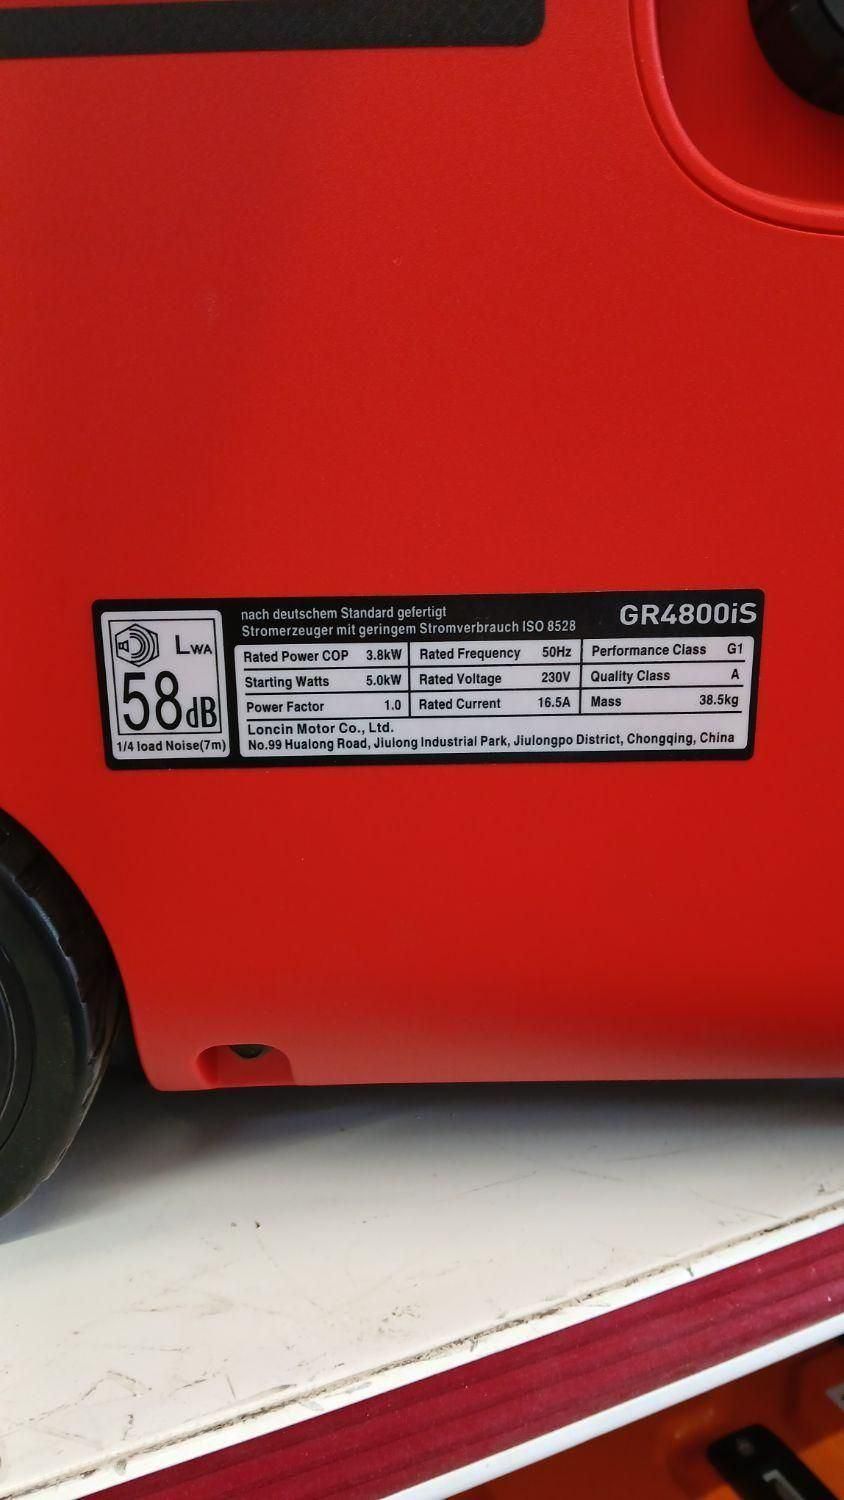 nach deutschem Standard gefertigt
Stromerzeuger mit geringem Stromverbrauch ISO 8528
GR4800iS
LWA
58dB
1/4 load Noise(7m)
Rated Power COP 3.8kW Rated Frequency 50Hz Performance Class G1
Starting Watts 5.0kW Rated Voltage 230V Quality Class A
Power Factor 1.0 Rated Current 16.5A Mass 38.5kg
Loncin Motor Co., Ltd.
No.99 Hualong Road, Jiulong Industrial Park, Jiulongpo District, Chongqing, China